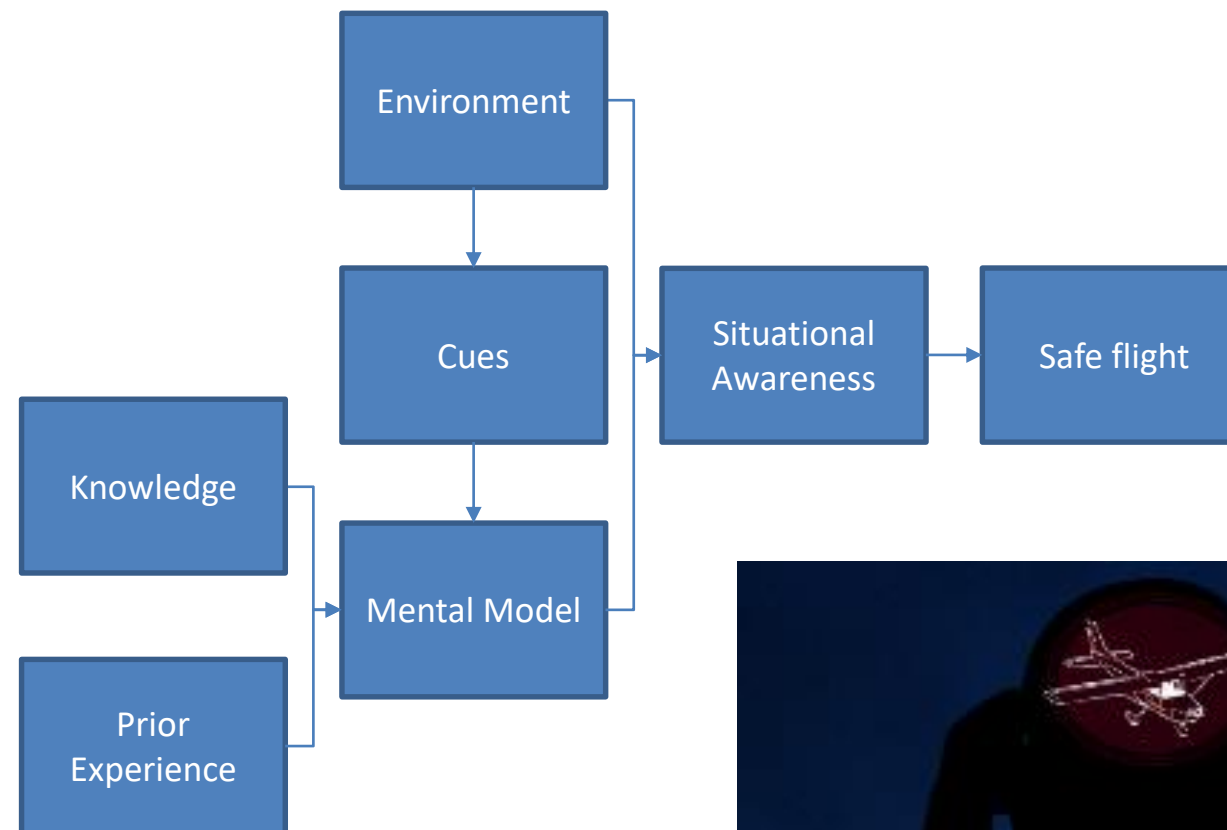 Environment
Cues
Situational
Awareness
Safe flight
Knowledge
Mental Model
Prior
Experience